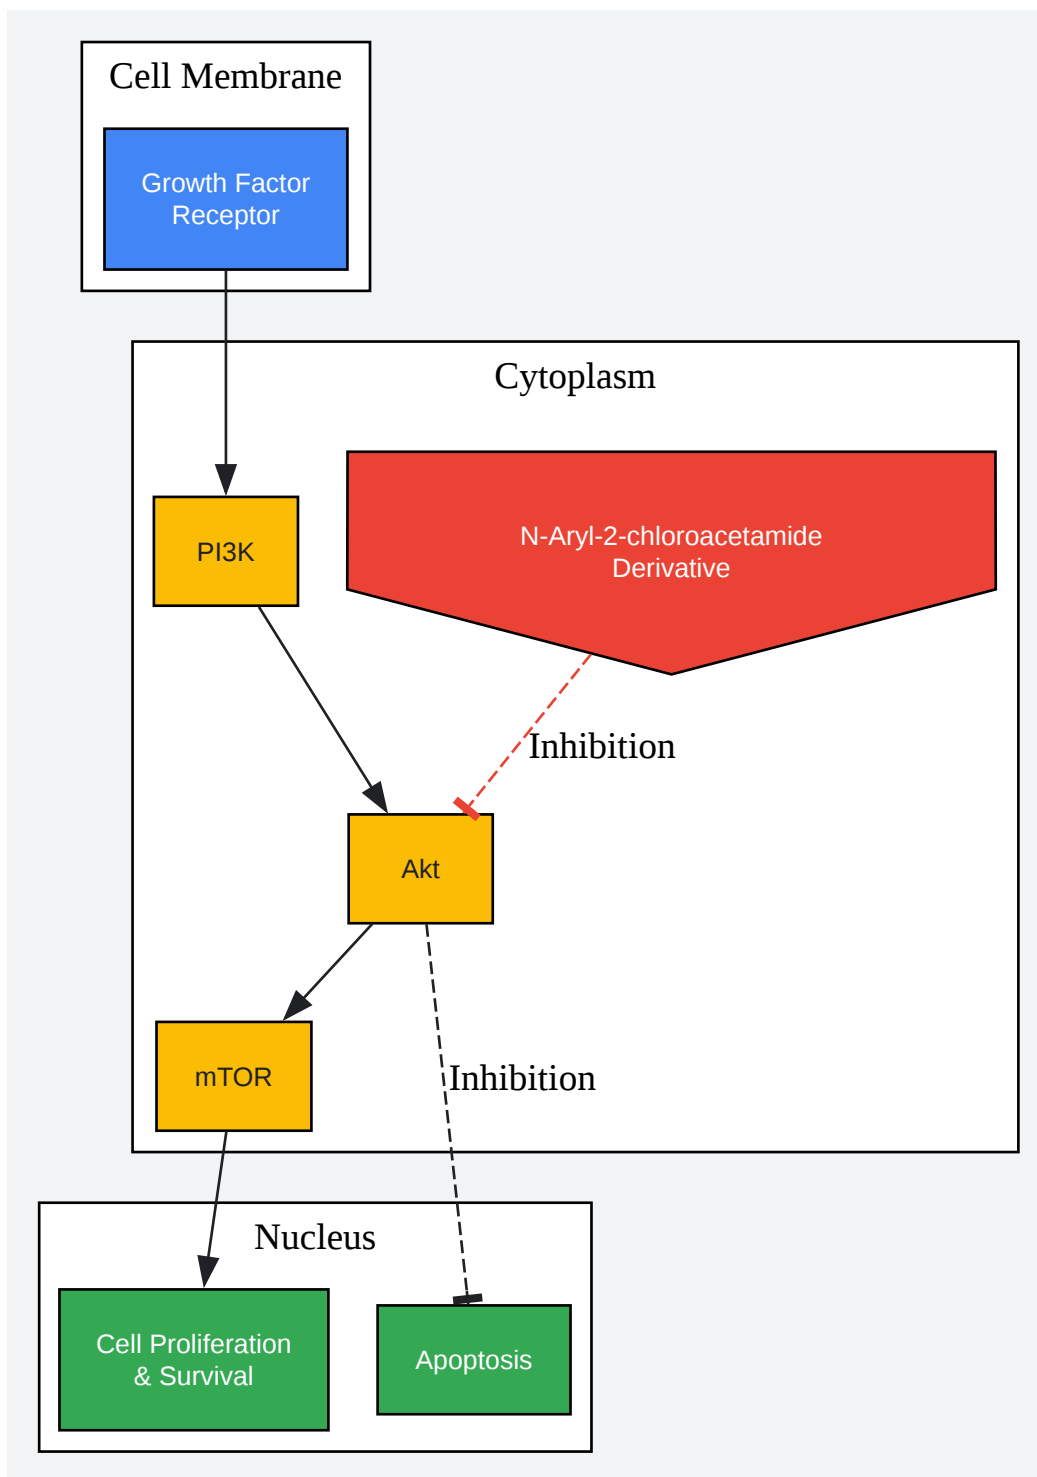 Cell Membrane
Growth Factor
Receptor
Cytoplasm
PI3K
N-Aryl-2-chloroacetamide
Derivative
Inhibition
Akt
mTOR
Inhibition
Nucleus
Cell Proliferation
& Survival
Apoptosis